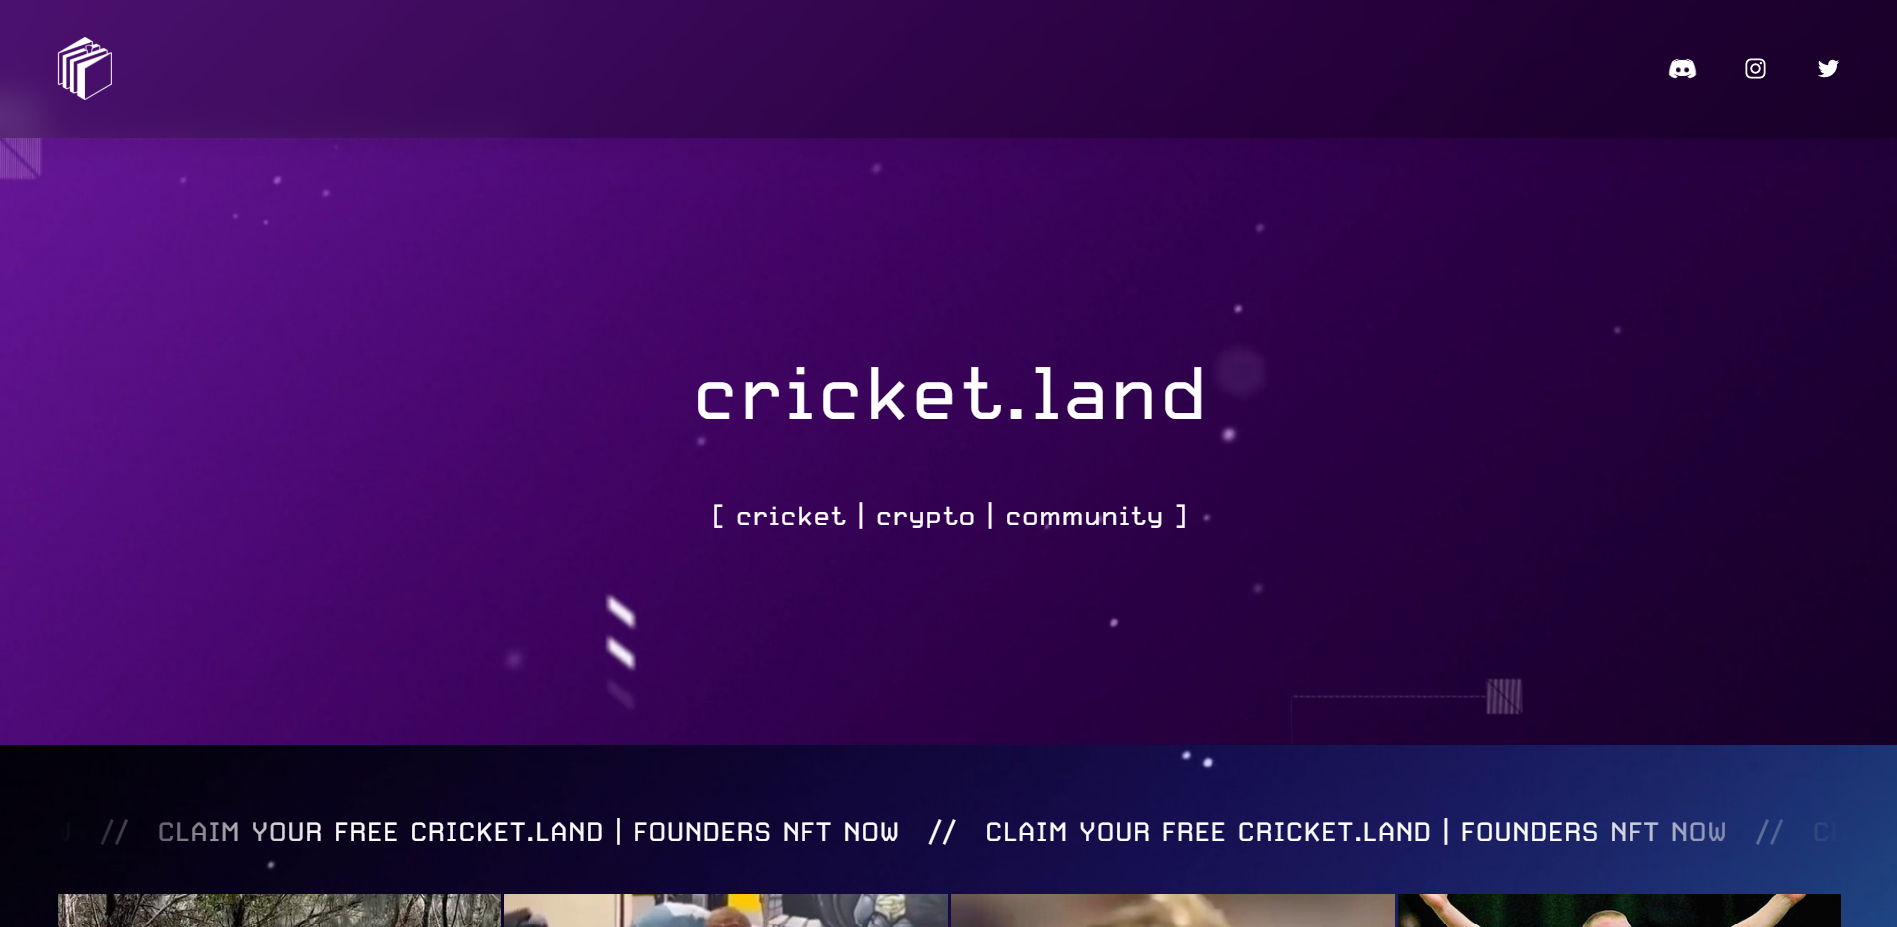 cricket.land
[ cricket | crypto | community ]
// CLAIM YOUR FREE CRICKET.LAND | FOUNDERS NFT NOW // CLAIM YOUR FREE CRICKET.LAND | FOUNDERS NFT NOW //